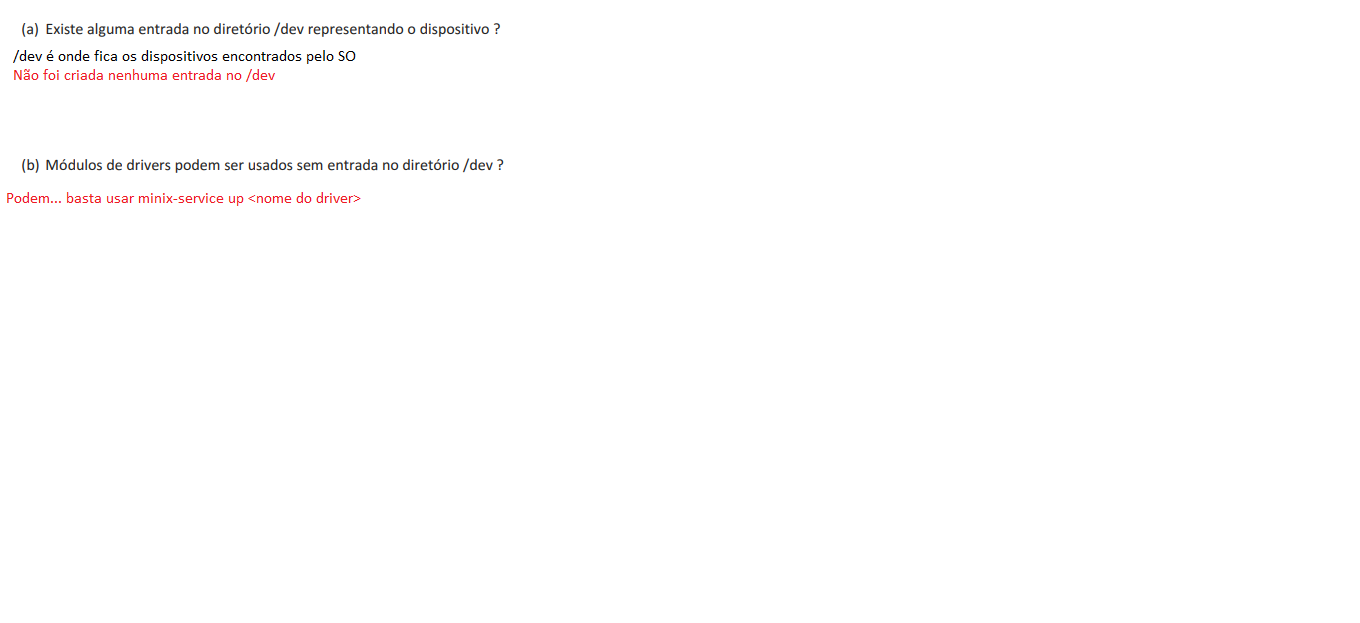 (a) Existe alguma entrada no diretório /dev representando o dispositivo ?
/dev é onde fica os dispositivos encontrados pelo SO
Não foi criada nenhuma entrada no /dev
(b) Módulos de drivers podem ser usados sem entrada no diretório /dev ?
Podem... basta usar minix-service up <nome do driver>